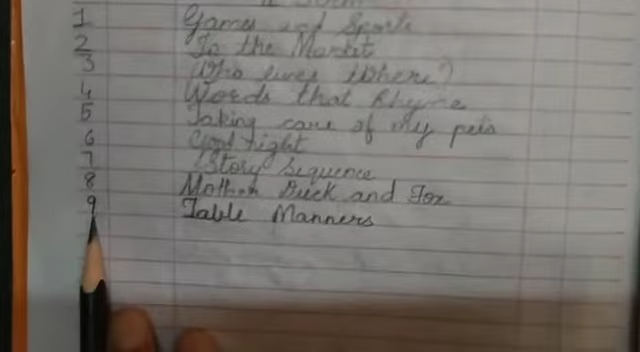 1 Games and Sports
2 To the Market
3 Who lives Where?
4 Words that Rhyme
5 Taking care of my pets
6 Good night
7 Story Sequence
8 Mother Duck and Fox
9 Table Manners